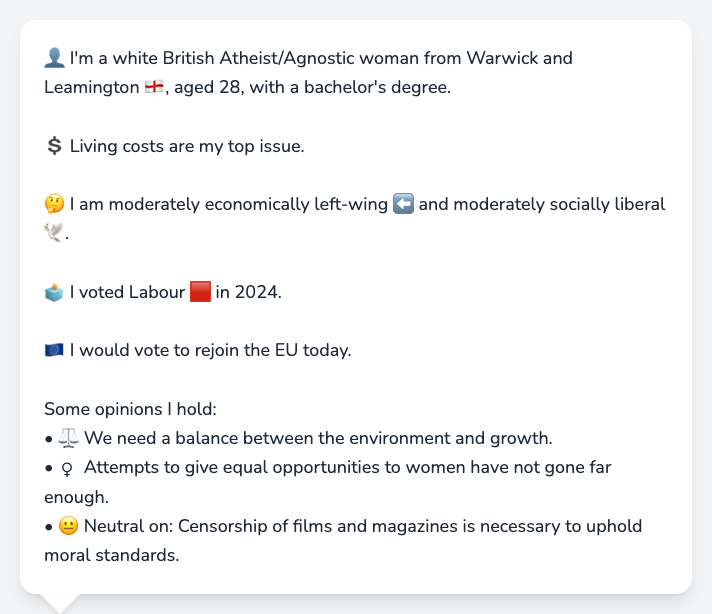 👤 I'm a white British Atheist/Agnostic woman from Warwick and
Leamington 🏴󠁧󠁢󠁥󠁮󠁧󠁿, aged 28, with a bachelor's degree.
💲 Living costs are my top issue.
🤔 I am moderately economically left-wing ⬅️ and moderately socially liberal
🕊️.
🗳️ I voted Labour 🟥 in 2024.
🇪🇺 I would vote to rejoin the EU today.
Some opinions I hold:
• ⚖️ We need a balance between the environment and growth.
• ♀ Attempts to give equal opportunities to women have not gone far
enough.
• 😐 Neutral on: Censorship of films and magazines is necessary to uphold
moral standards.